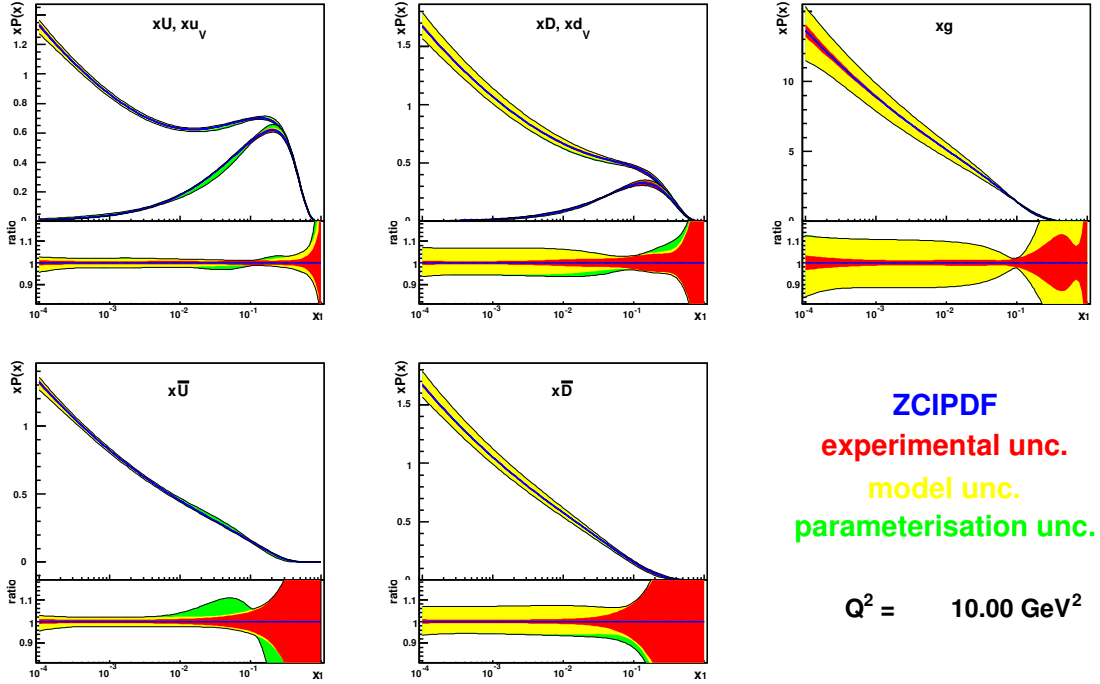 xP(x)
xU, xu_V
1.2
1
0.8
0.6
0.4
0.2
0
ratio
1.1
1
0.9
10^-4 10^-3 10^-2 10^-1 x 1
xP(x)
xD, xd_V
1.5
1
0.5
0
ratio
1.1
1
0.9
10^-4 10^-3 10^-2 10^-1 x 1
xP(x)
xg
10
5
0
ratio
1.1
1
0.9
10^-4 10^-3 10^-2 10^-1 x 1
xP(x)
xU̅
1
0.5
0
ratio
1.1
1
0.9
10^-4 10^-3 10^-2 10^-1 x 1
xP(x)
xD̅
1.5
1
0.5
0
ratio
1.1
1
0.9
10^-4 10^-3 10^-2 10^-1 x 1
ZCIPDF
experimental unc.
model unc.
parameterisation unc.
Q² = 10.00 GeV²